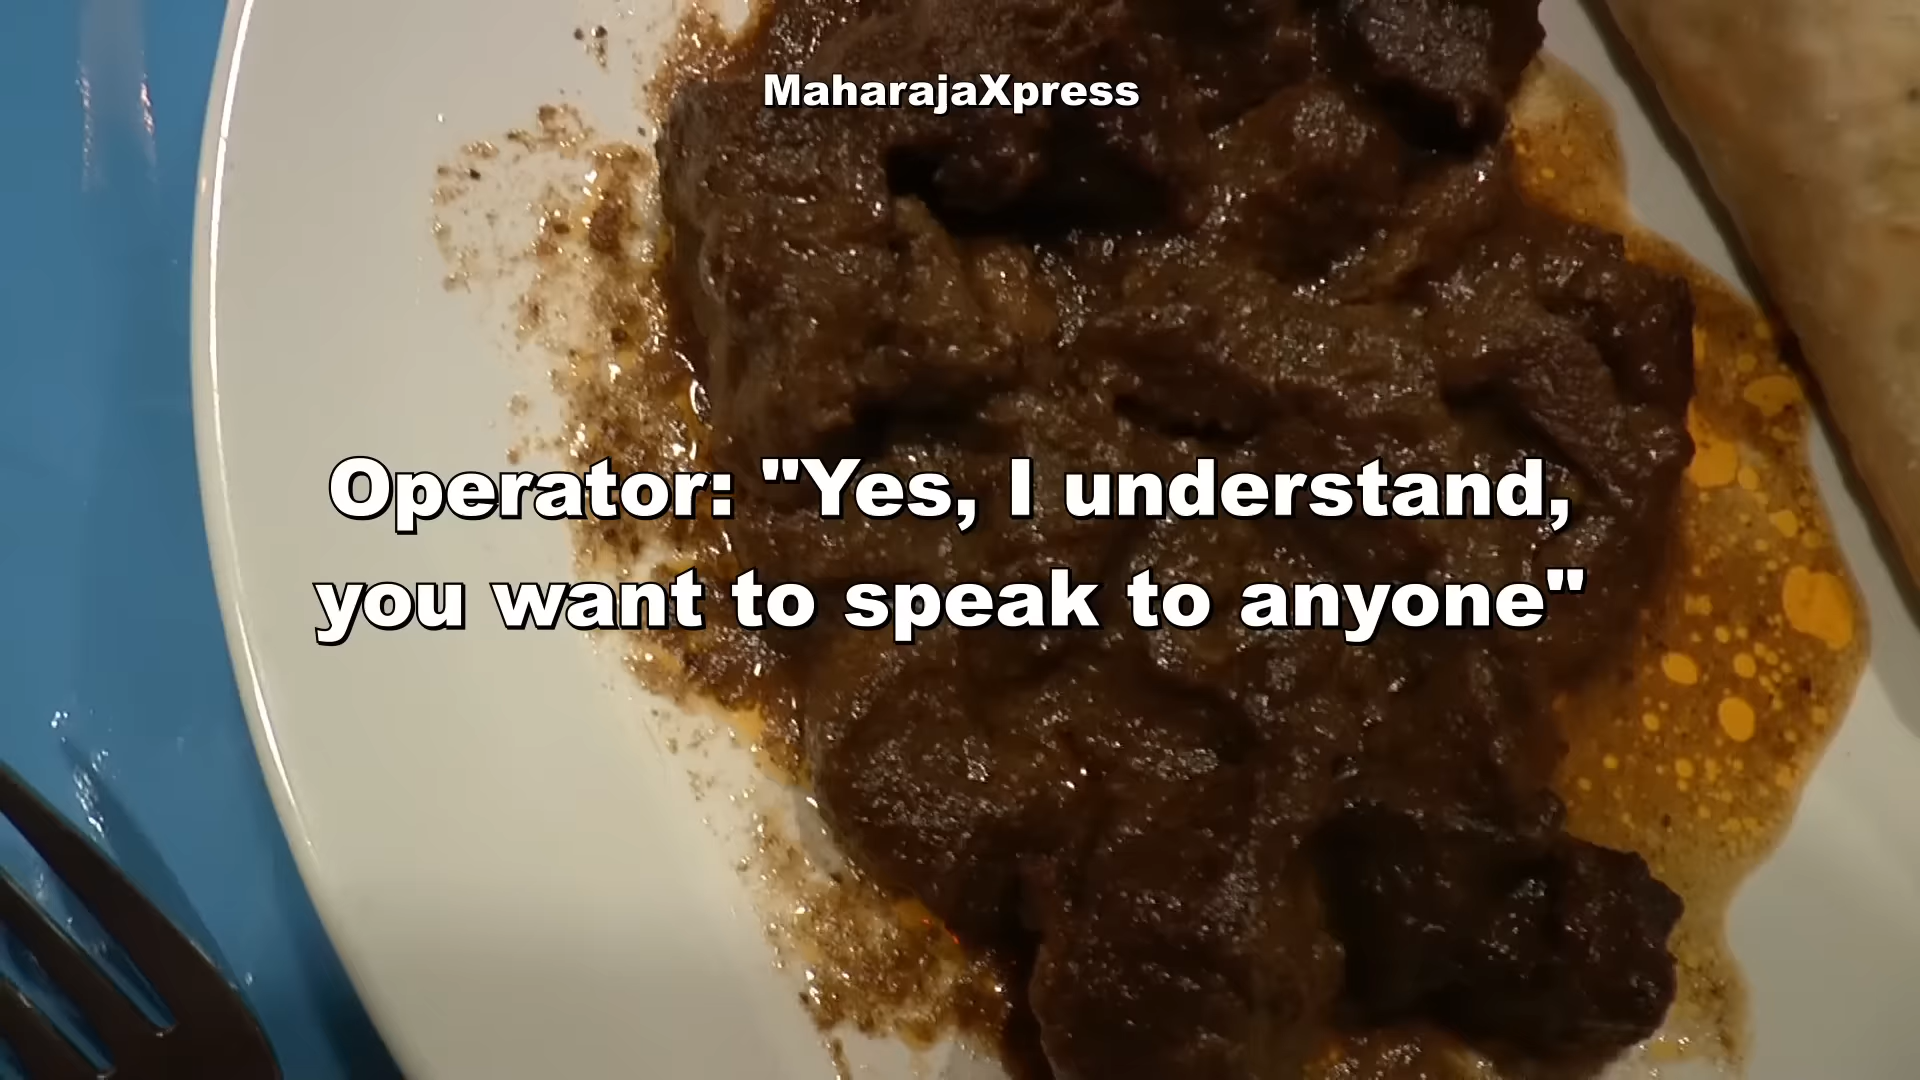 MaharajaXpress
Operator: "Yes, I understand,
you want to speak to anyone"